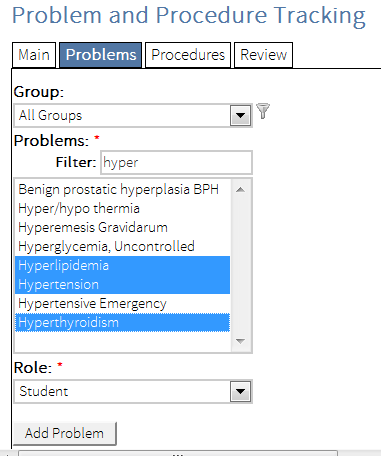 Problem and Procedure Tracking
Main Problems Procedures Review
Group:
All Groups
Problems: *
Filter: hyper
Benign prostatic hyperplasia BPH
Hyper/hypo thermia
Hyperemesis Gravidarum
Hyperglycemia, Uncontrolled
Hyperlipidemia
Hypertension
Hypertensive Emergency
Hyperthyroidism
Role: *
Student
Add Problem